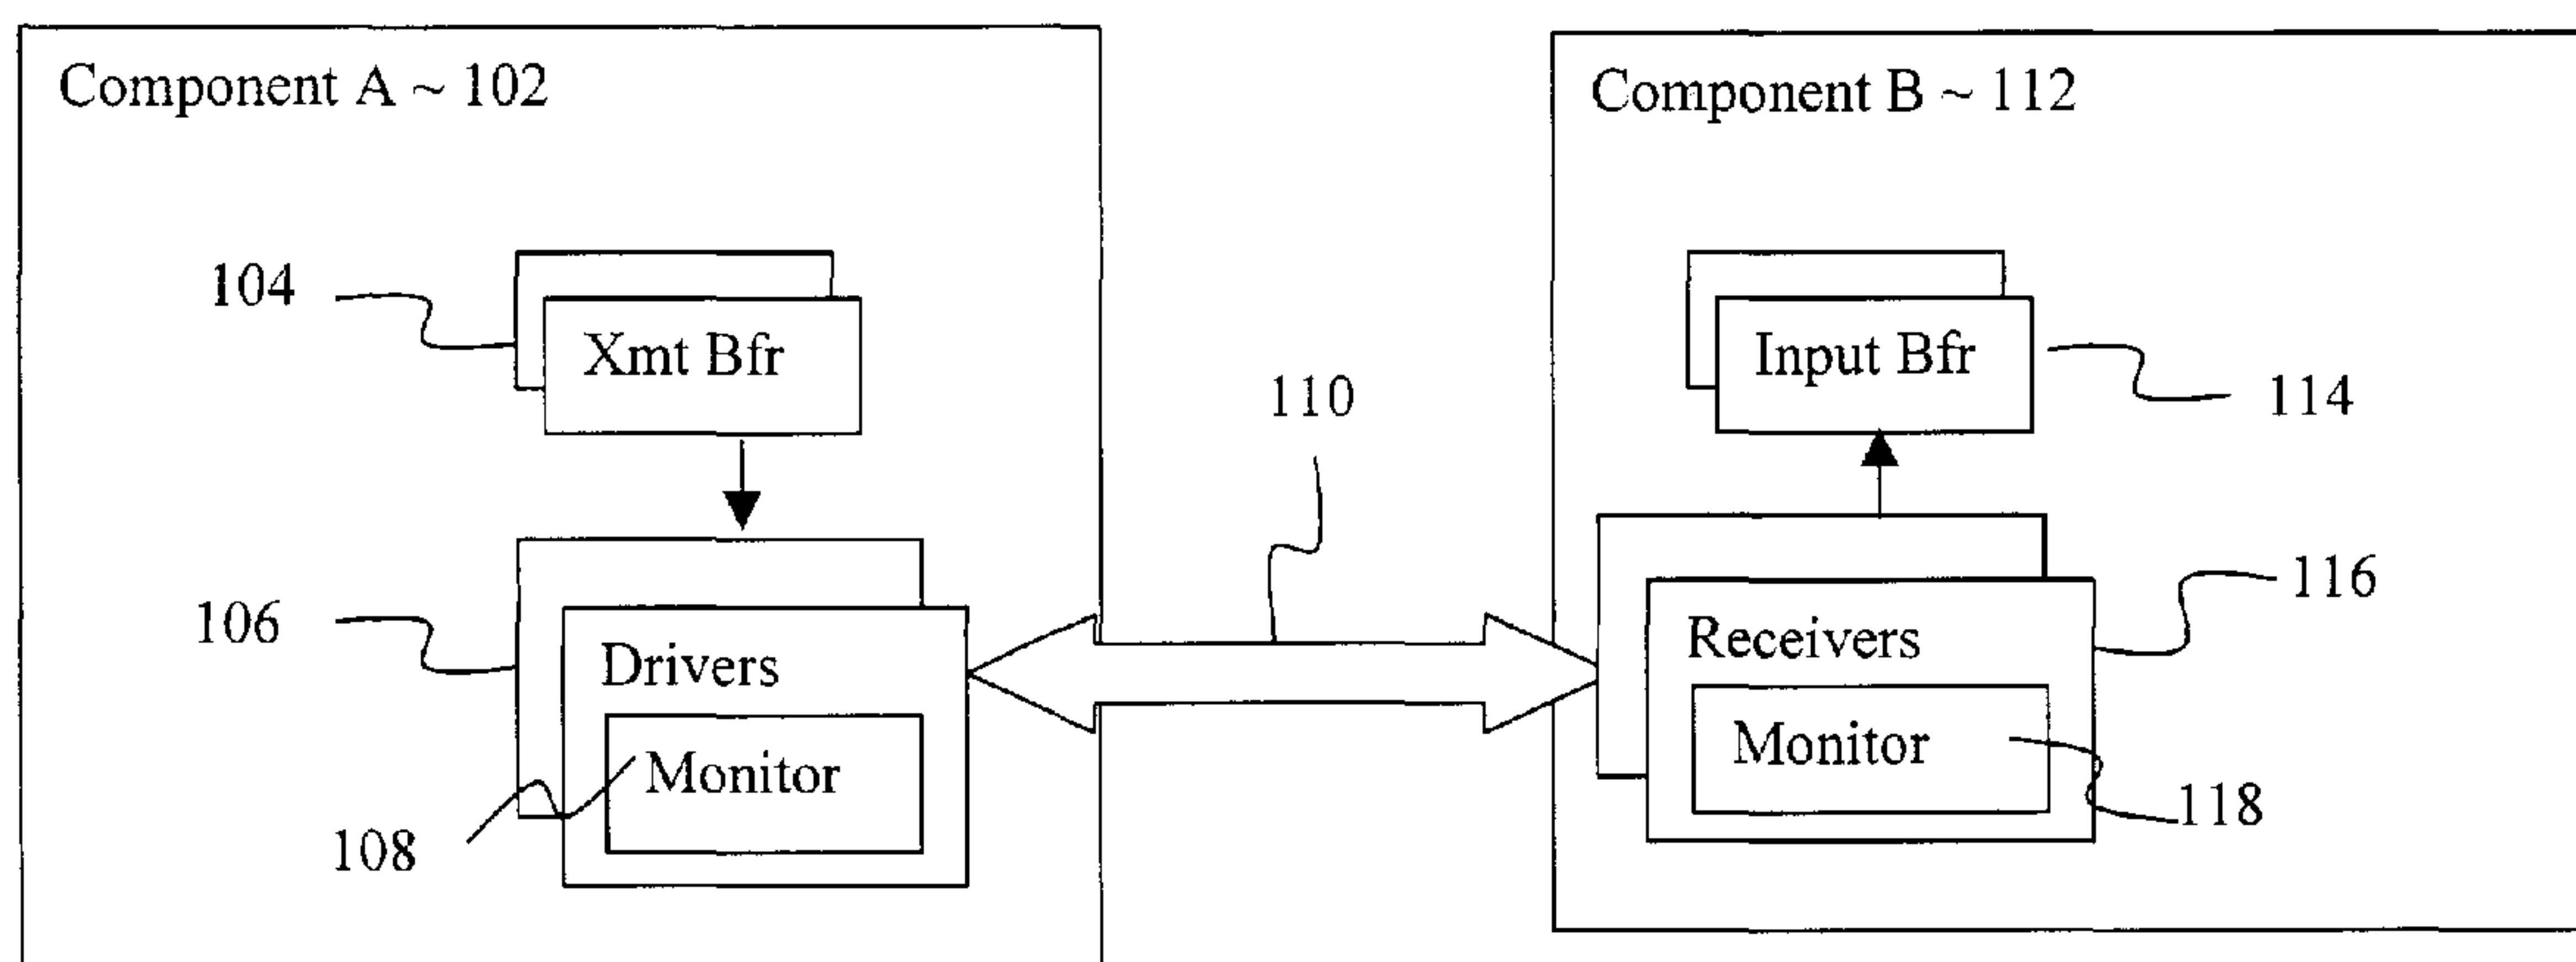 Component A ~ 102
104
Xmt Bfr
106
Drivers
Monitor
108
110
Component B ~ 112
Input Bfr
114
116
Receivers
Monitor
118